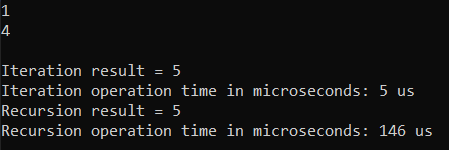 1
4
Iteration result = 5
Iteration operation time in microseconds: 5 us
Recursion result = 5
Recursion operation time in microseconds: 146 us